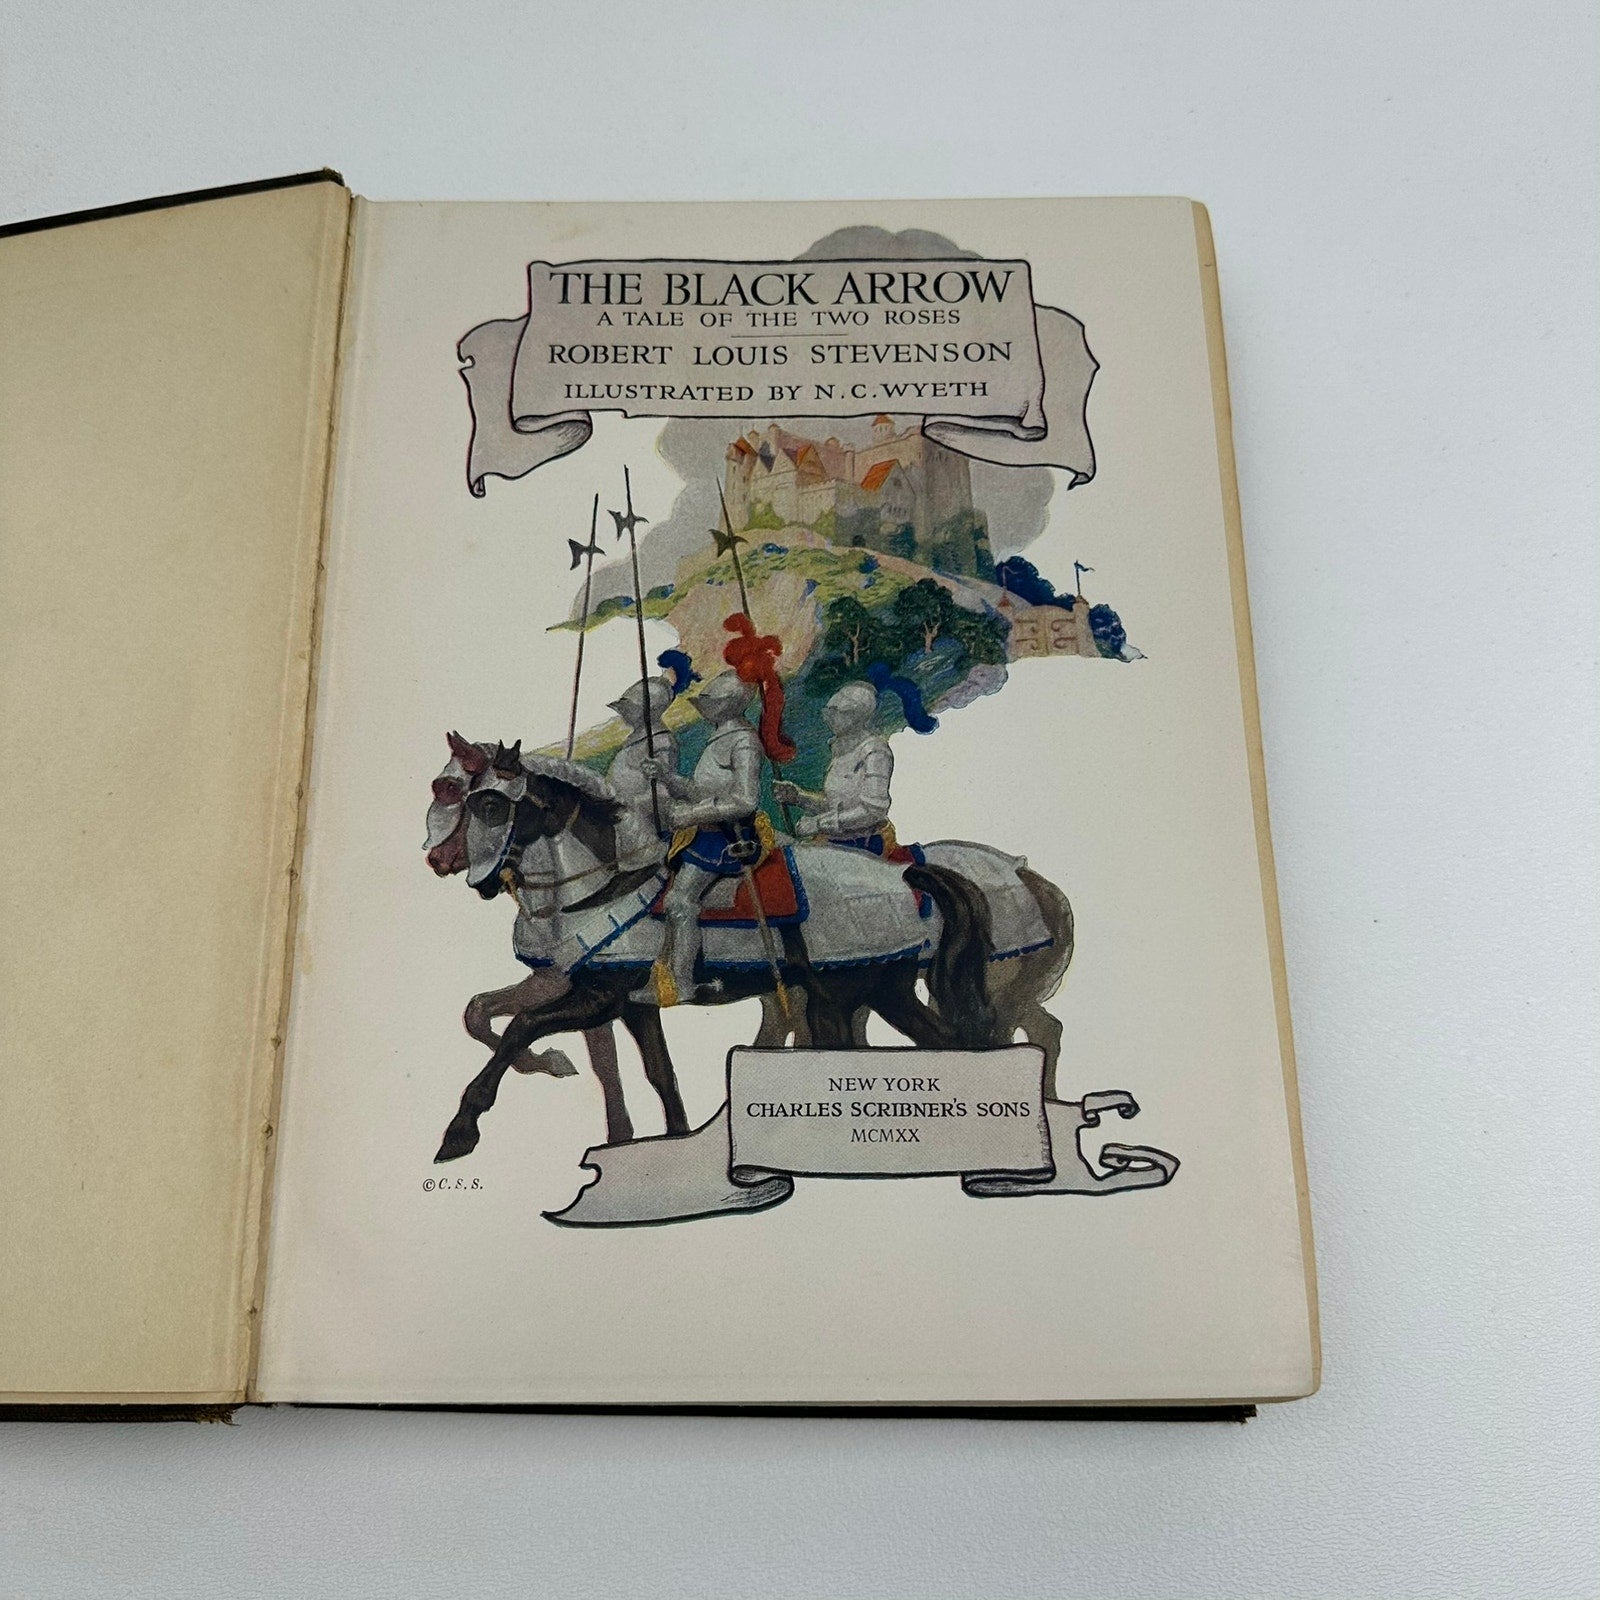 THE BLACK ARROW
A TALE OF THE TWO ROSES
ROBERT LOUIS STEVENSON
ILLUSTRATED BY N.C.WYETH
NEW YORK
CHARLES SCRIBNER'S SONS
MCMXX
©C.S.S.